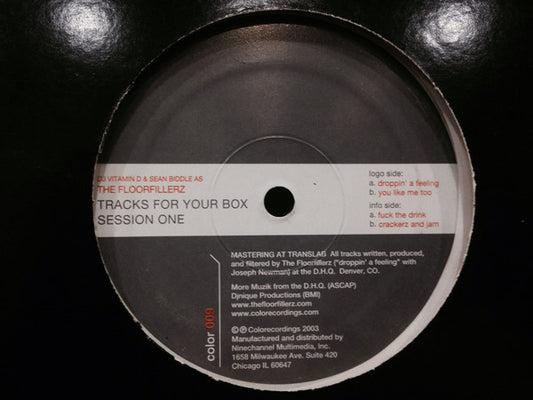 DJ VITAMIN D & SEAN BIDDLE AS
THE FLOORFILLERZ
TRACKS FOR YOUR BOX
SESSION ONE
logo side:
a. droppin' a feeling
b. you like me too
info side:
a. fuck the drink
b. crackerz and jam
MASTERING AT TRANSLAB All tracks written, produced,
and filtered by The Floorfillerz ("droppin' a feeling" with
Joseph Newman) at the D.H.Q. Denver, CO.
More Muzik from the D.H.Q. (ASCAP)
Djnique Productions (BMI)
www.thefloorfillerz.com
www.colorecordings.com
©℗ Colorecordings 2003
Manufactured and distributed by
Ninechannel Multimedia, Inc.
1658 Milwaukee Ave. Suite 420
Chicago IL 60647
color 009